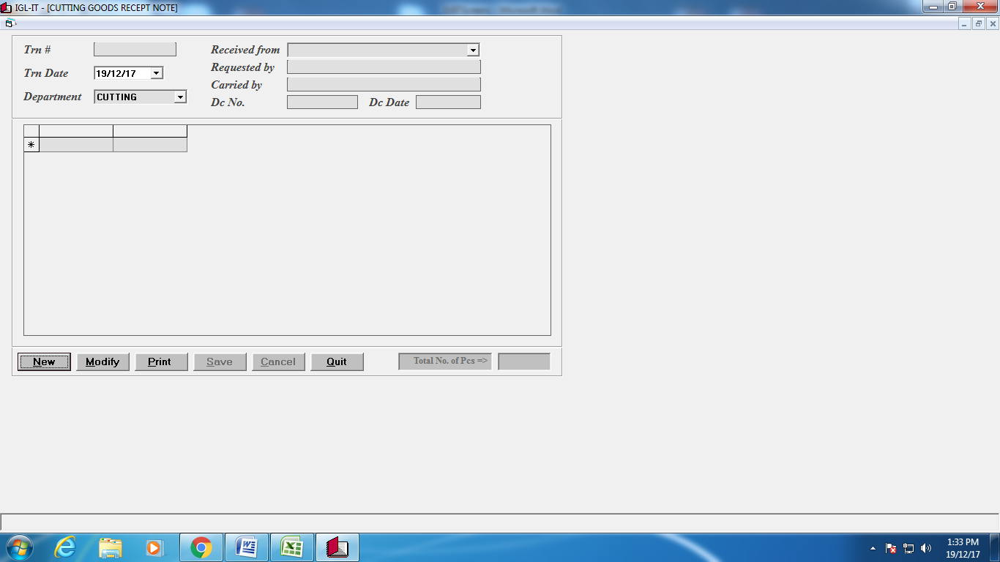 IGL-IT - [CUTTING GOODS RECEPT NOTE]
Trn #
Received from
Trn Date 19/12/17
Requested by
Carried by
Department CUTTING
Dc No. Dc Date
New Modify Print Save Cancel Quit Total No. of Pcs =>
1:33 PM
19/12/17